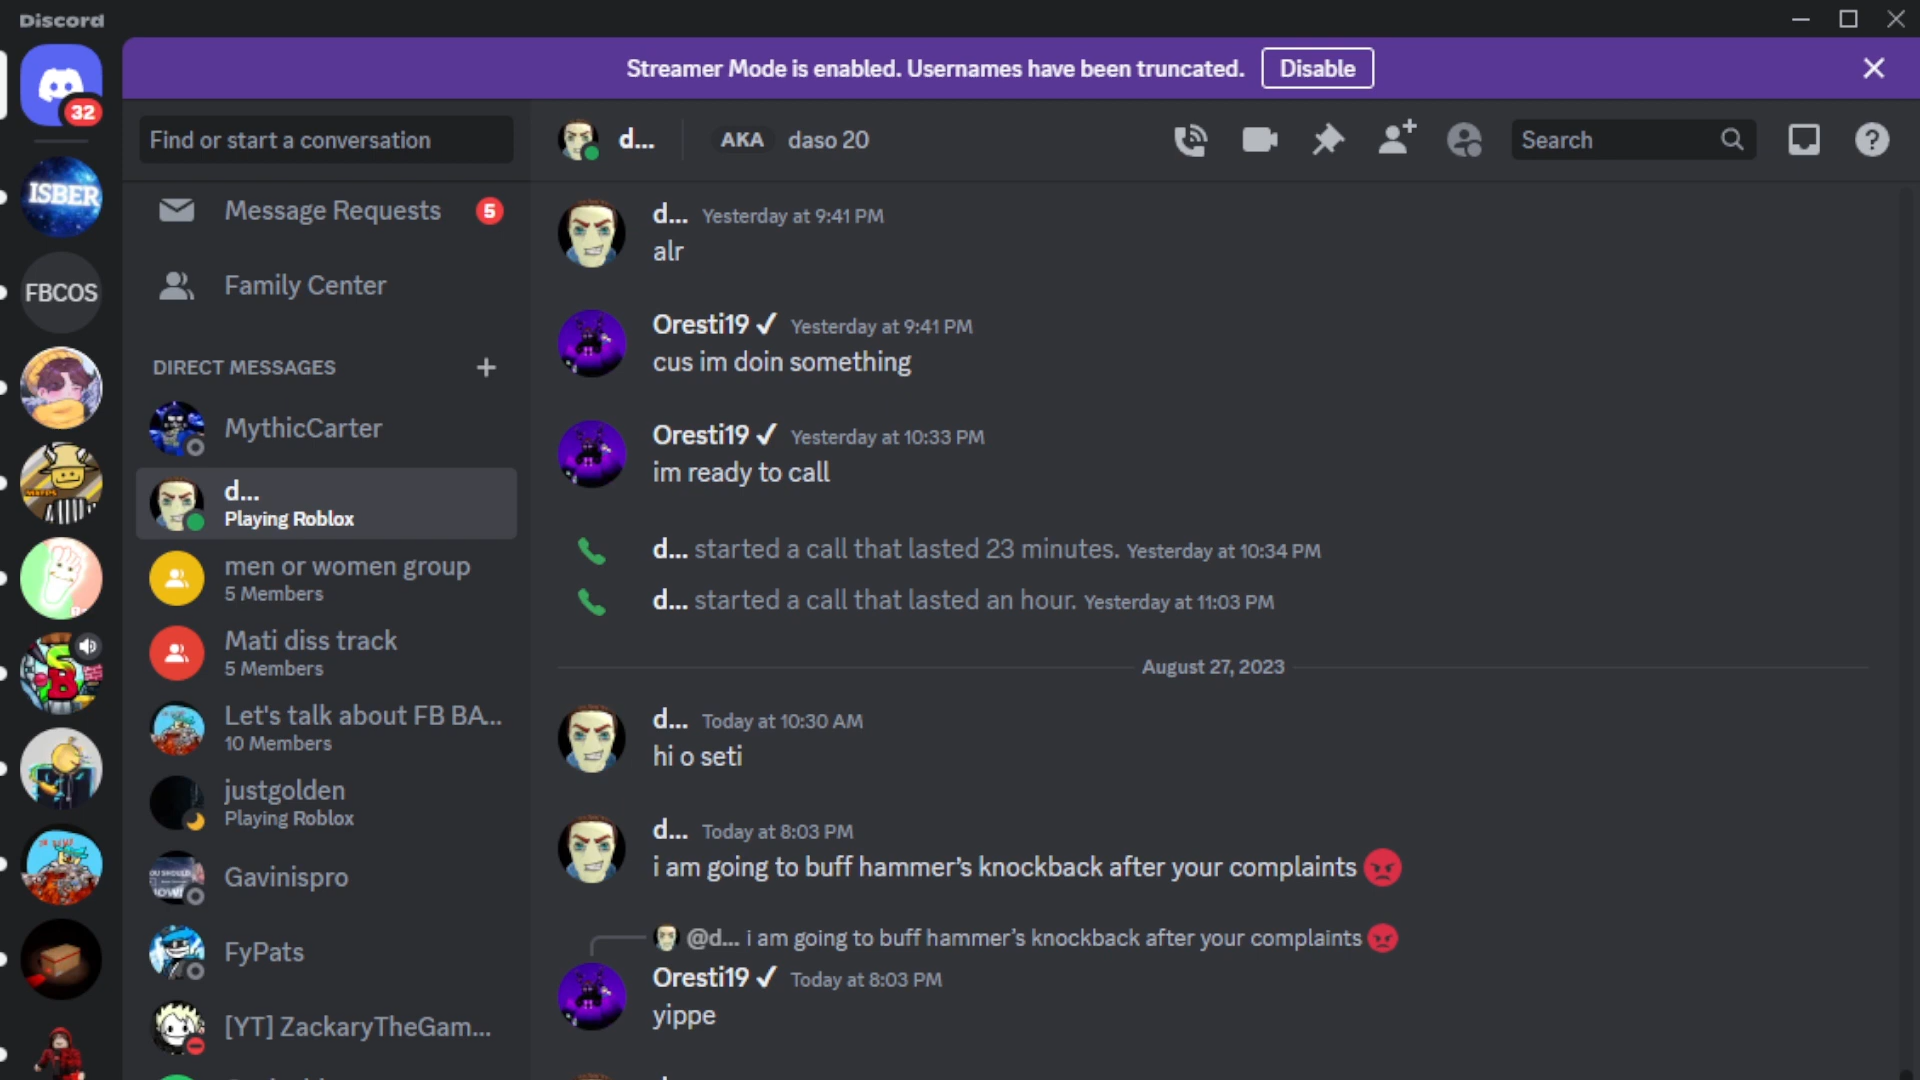 Discord
Streamer Mode is enabled. Usernames have been truncated.
Disable
32
Find or start a conversation
d...
AKA
daso 20
Search
ISBER
FBCOS
Message Requests
5
Family Center
DIRECT MESSAGES
MythicCarter
d...
Playing Roblox
men or women group
5 Members
Mati diss track
5 Members
Let's talk about FB BA...
10 Members
justgolden
Playing Roblox
Gavinispro
FyPats
[YT] ZackaryTheGam...
d... Yesterday at 9:41 PM
alr
Oresti19 ✓ Yesterday at 9:41 PM
cus im doin something
Oresti19 ✓ Yesterday at 10:33 PM
im ready to call
d... started a call that lasted 23 minutes. Yesterday at 10:34 PM
d... started a call that lasted an hour. Yesterday at 11:03 PM
August 27, 2023
d... Today at 10:30 AM
hi o seti
d... Today at 8:03 PM
i am going to buff hammer's knockback after your complaints 😡
@d... i am going to buff hammer's knockback after your complaints 😡
Oresti19 ✓ Today at 8:03 PM
yippe